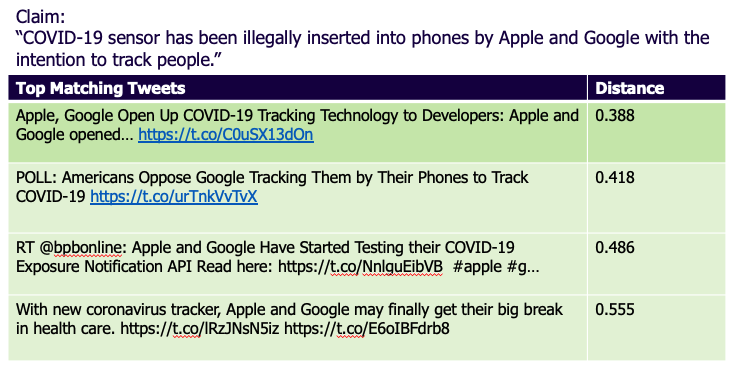 Claim:
“COVID-19 sensor has been illegally inserted into phones by Apple and Google with the
intention to track people.”
Top Matching Tweets Distance
Apple, Google Open Up COVID-19 Tracking Technology to Developers: Apple and 0.388
Google opened… https://t.co/C0uSX13dOn
POLL: Americans Oppose Google Tracking Them by Their Phones to Track 0.418
COVID-19 https://t.co/urTnkVvTvX
RT @bpbonline: Apple and Google Have Started Testing their COVID-19 0.486
Exposure Notification API Read here: https://t.co/NnlguEibVB #apple #g…
With new coronavirus tracker, Apple and Google may finally get their big break 0.555
in health care. https://t.co/lRzJNsN5iz https://t.co/E6oIBFdrb8